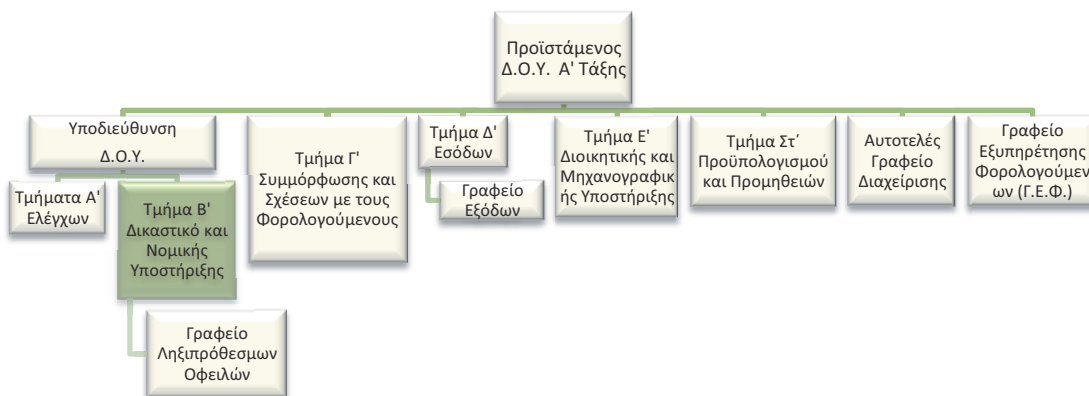 Προϊστάμενος
Δ.Ο.Υ. Α' Τάξης
Υποδιεύθυνση
Δ.Ο.Υ.
Τμήματα Α'
Ελέγχων
Τμήμα Β'
Δικαστικό και
Νομικής
Υποστήριξης
Γραφείο
Ληξιπρόθεσμων
Οφειλών
Τμήμα Γ'
Συμμόρφωσης και
Σχέσεων με τους
Φορολογούμενους
Τμήμα Δ'
Εσόδων
Γραφείο
Εξόδων
Τμήμα Ε'
Διοικητικής και
Μηχανογραφικ
ής Υποστήριξης
Τμήμα Στ΄
Προϋπολογισμού
και Προμηθειών
Αυτοτελές
Γραφείο
Διαχείρισης
Γραφείο
Εξυπηρέτησης
Φορολογούμεν
ων (Γ.Ε.Φ.)